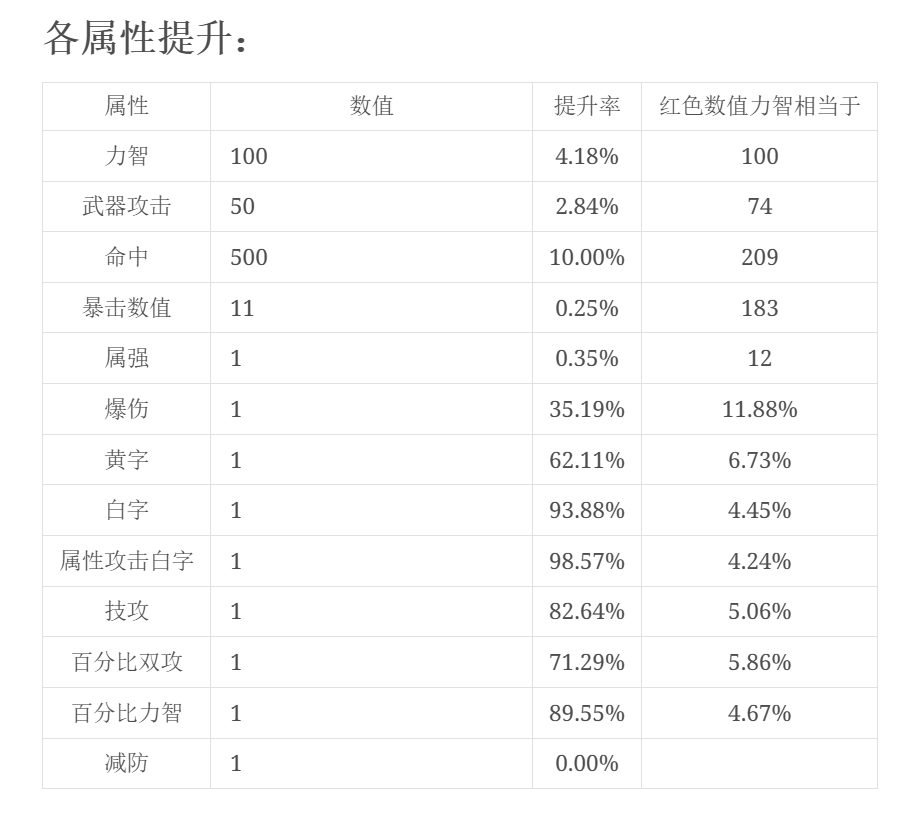 各属性提升：
属性 数值 提升率 红色数值力智相当于
力智 100 4.18% 100
武器攻击 50 2.84% 74
命中 500 10.00% 209
暴击数值 11 0.25% 183
属强 1 0.35% 12
爆伤 1 35.19% 11.88%
黄字 1 62.11% 6.73%
白字 1 93.88% 4.45%
属性攻击白字 1 98.57% 4.24%
技攻 1 82.64% 5.06%
百分比双攻 1 71.29% 5.86%
百分比力智 1 89.55% 4.67%
减防 1 0.00%